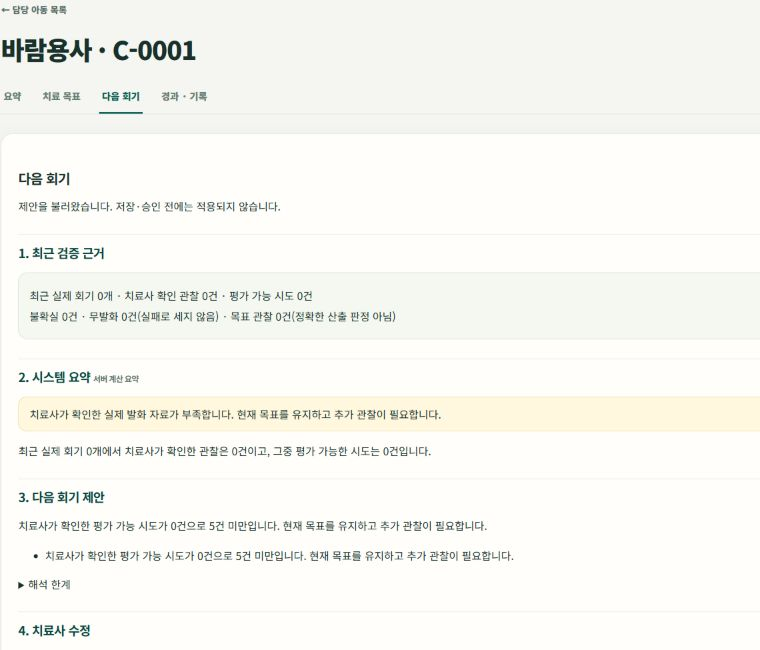 ← 담당 아동 목록
바람용사 · C-0001
요약 치료 목표 다음 회기 경과 · 기록
다음 회기
제안을 불러왔습니다. 저장·승인 전에는 적용되지 않습니다.
1. 최근 검증 근거
최근 실제 회기 0개 · 치료사 확인 관찰 0건 · 평가 가능 시도 0건
불확실 0건 · 무발화 0건(실패로 세지 않음) · 목표 관찰 0건(정확한 산출 판정 아님)
2. 시스템 요약 서버 계산 요약
치료사가 확인한 실제 발화 자료가 부족합니다. 현재 목표를 유지하고 추가 관찰이 필요합니다.
최근 실제 회기 0개에서 치료사가 확인한 관찰은 0건이고, 그중 평가 가능한 시도는 0건입니다.
3. 다음 회기 제안
치료사가 확인한 평가 가능 시도가 0건으로 5건 미만입니다. 현재 목표를 유지하고 추가 관찰이 필요합니다.
• 치료사가 확인한 평가 가능 시도가 0건으로 5건 미만입니다. 현재 목표를 유지하고 추가 관찰이 필요합니다.
▶ 해석 한계
4. 치료사 수정